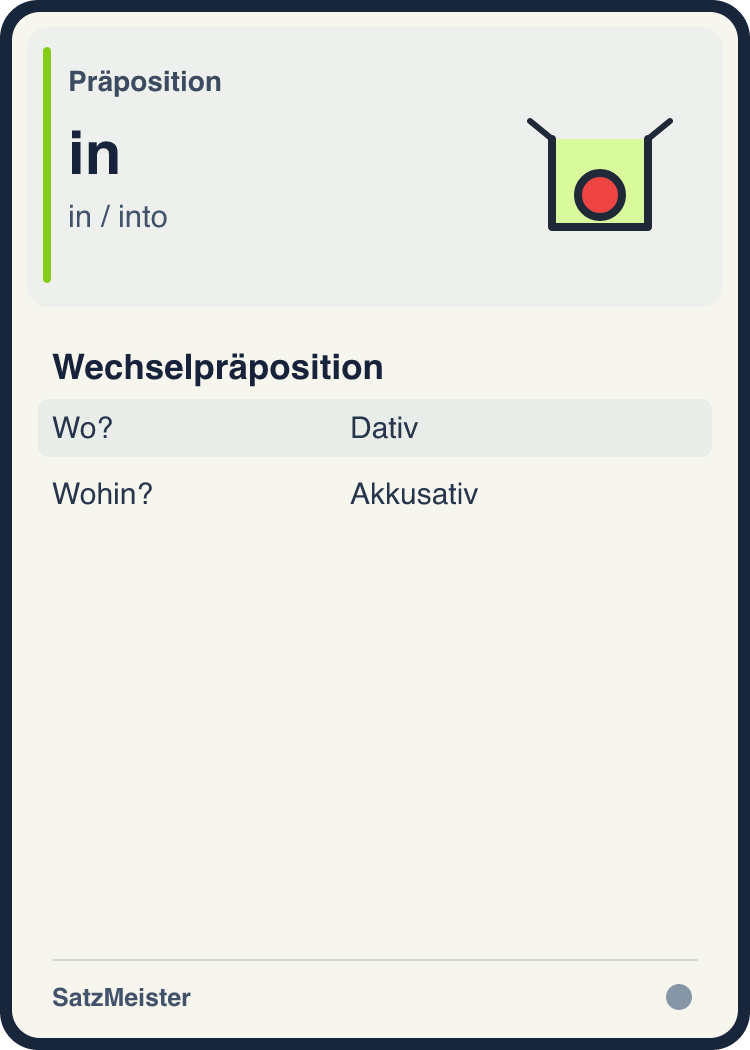 Präposition
in
in / into
Wechselpräposition
Wo? Dativ
Wohin? Akkusativ
SatzMeister